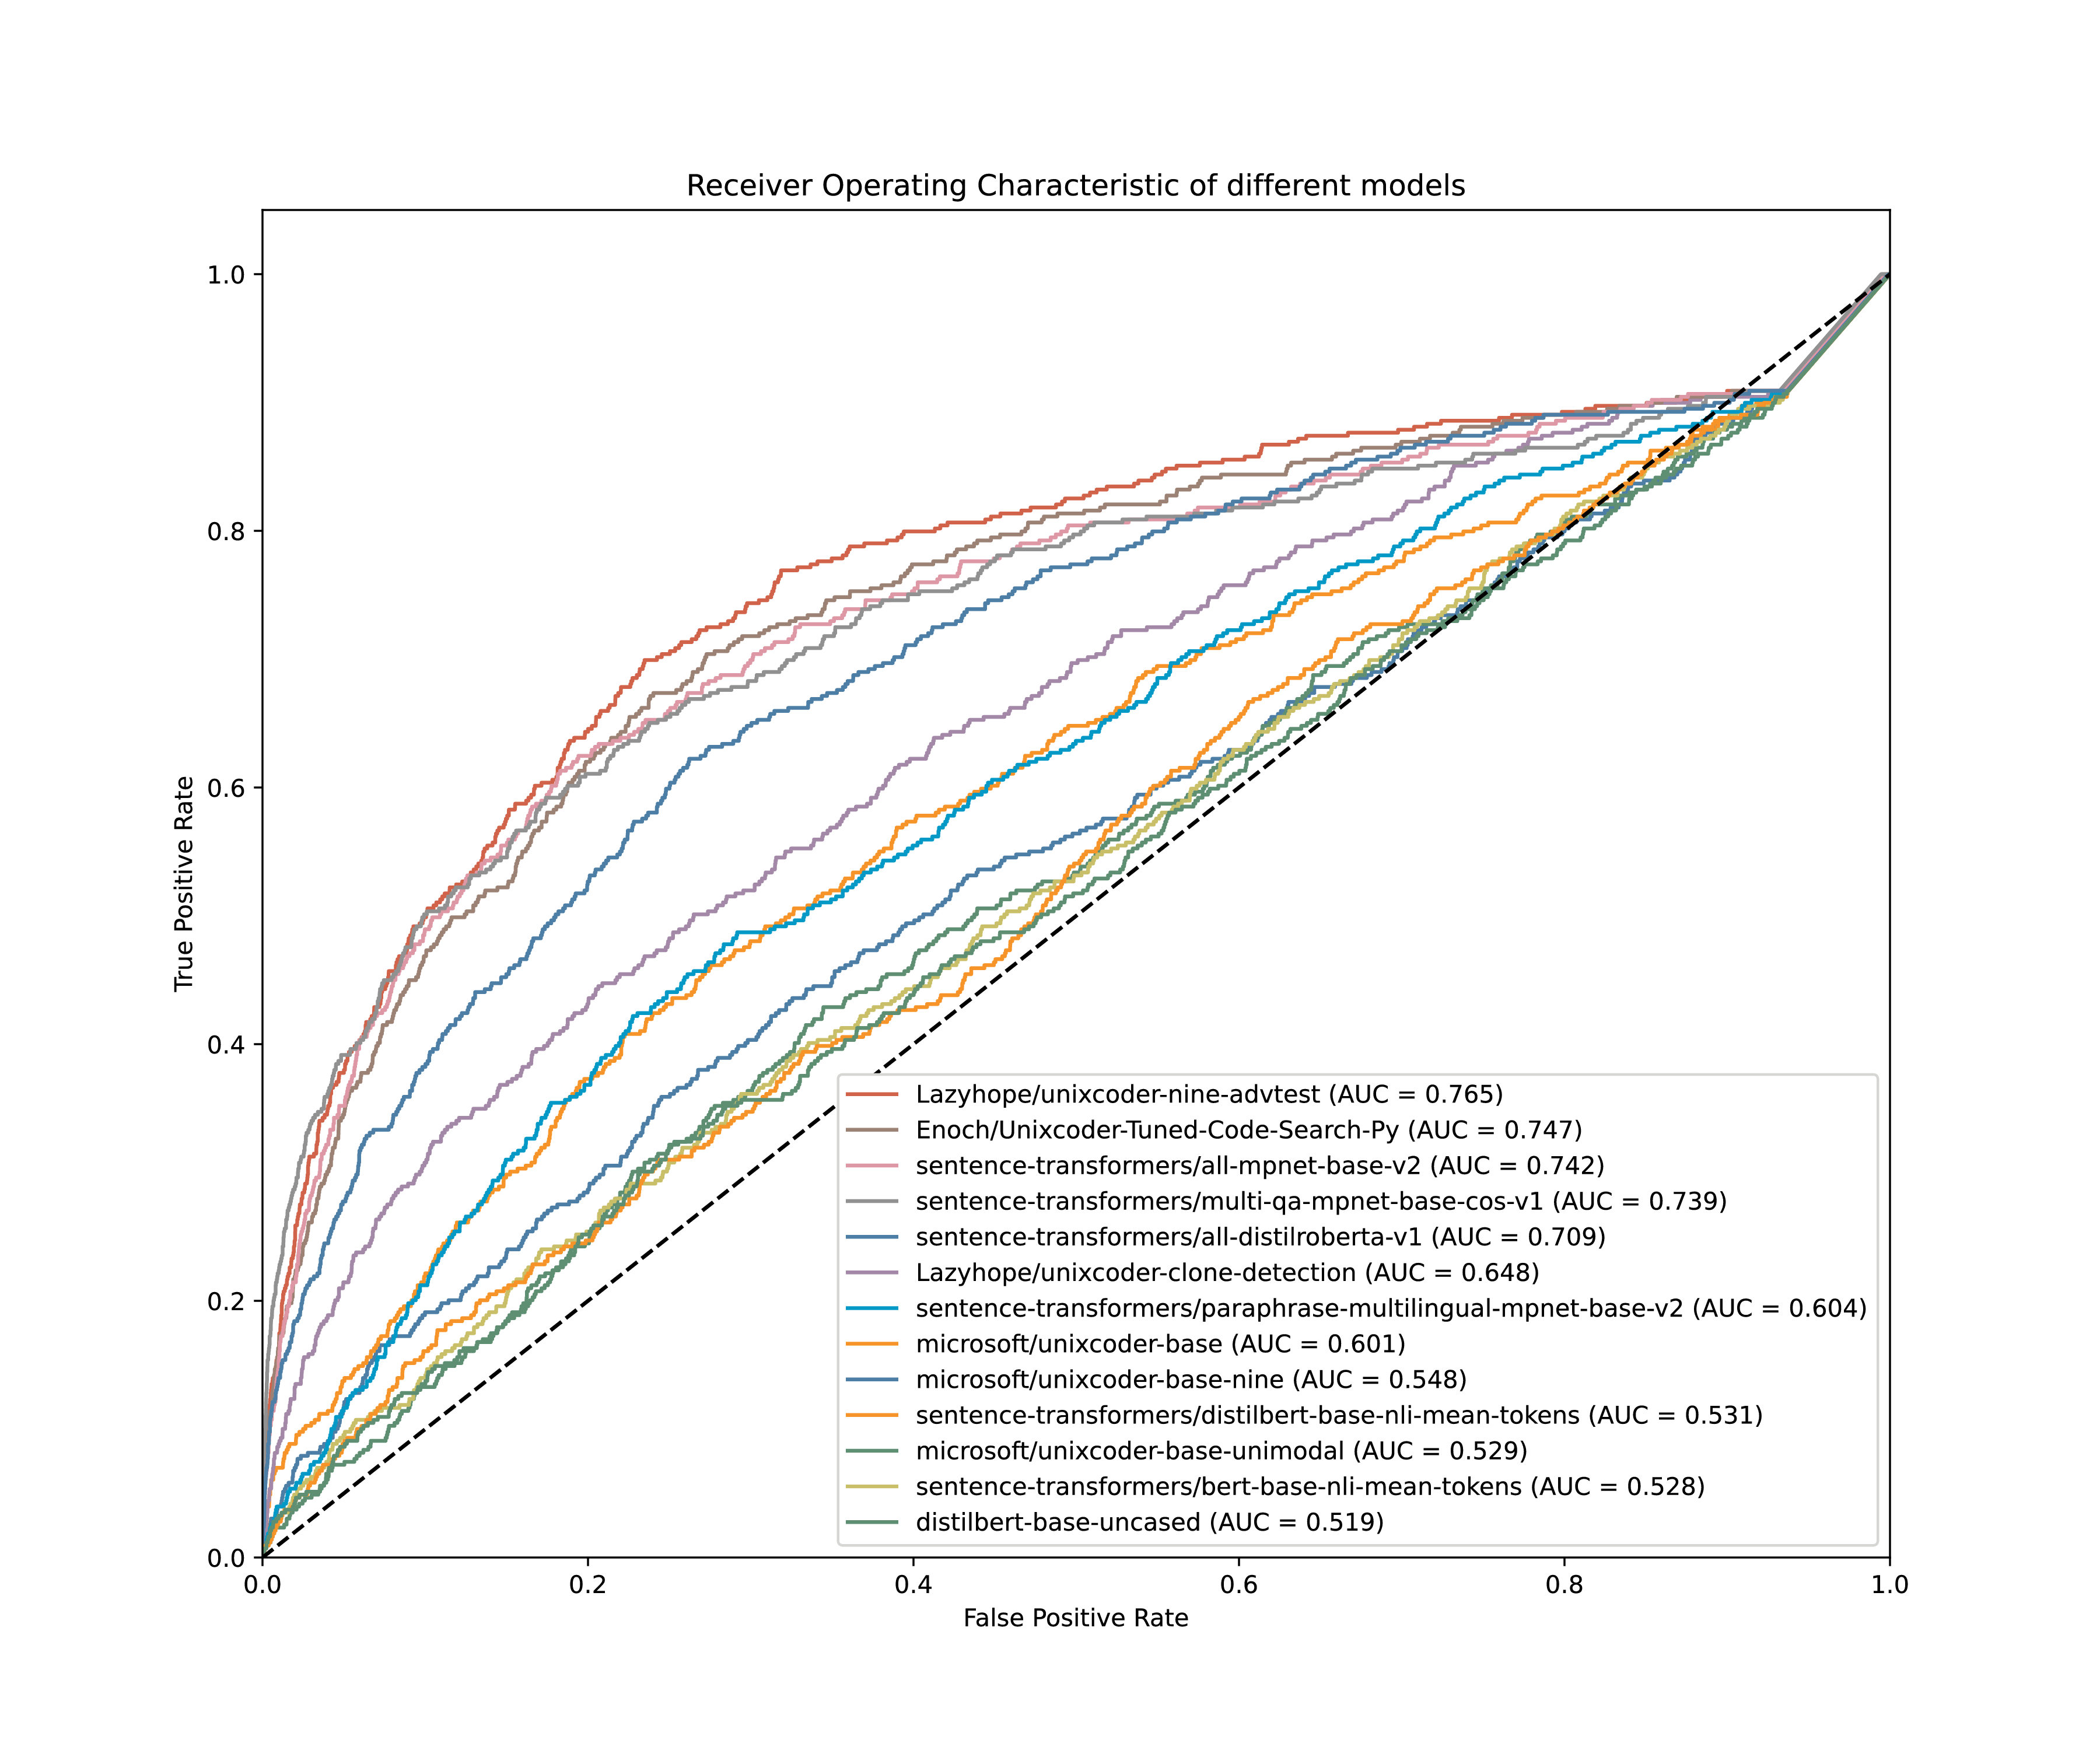 Receiver Operating Characteristic of different models
1.0
0.8
0.6
0.4
0.2
0.0
True Positive Rate
Lazyhope/unixcoder-nine-advtest (AUC = 0.765)
Enoch/Unixcoder-Tuned-Code-Search-Py (AUC = 0.747)
sentence-transformers/all-mpnet-base-v2 (AUC = 0.742)
sentence-transformers/multi-qa-mpnet-base-cos-v1 (AUC = 0.739)
sentence-transformers/all-distilroberta-v1 (AUC = 0.709)
Lazyhope/unixcoder-clone-detection (AUC = 0.648)
sentence-transformers/paraphrase-multilingual-mpnet-base-v2 (AUC = 0.604)
microsoft/unixcoder-base (AUC = 0.601)
microsoft/unixcoder-base-nine (AUC = 0.548)
sentence-transformers/distilbert-base-nli-mean-tokens (AUC = 0.531)
microsoft/unixcoder-base-unimodal (AUC = 0.529)
sentence-transformers/bert-base-nli-mean-tokens (AUC = 0.528)
distilbert-base-uncased (AUC = 0.519)
0.0 0.2 0.4 0.6 0.8 1.0
False Positive Rate